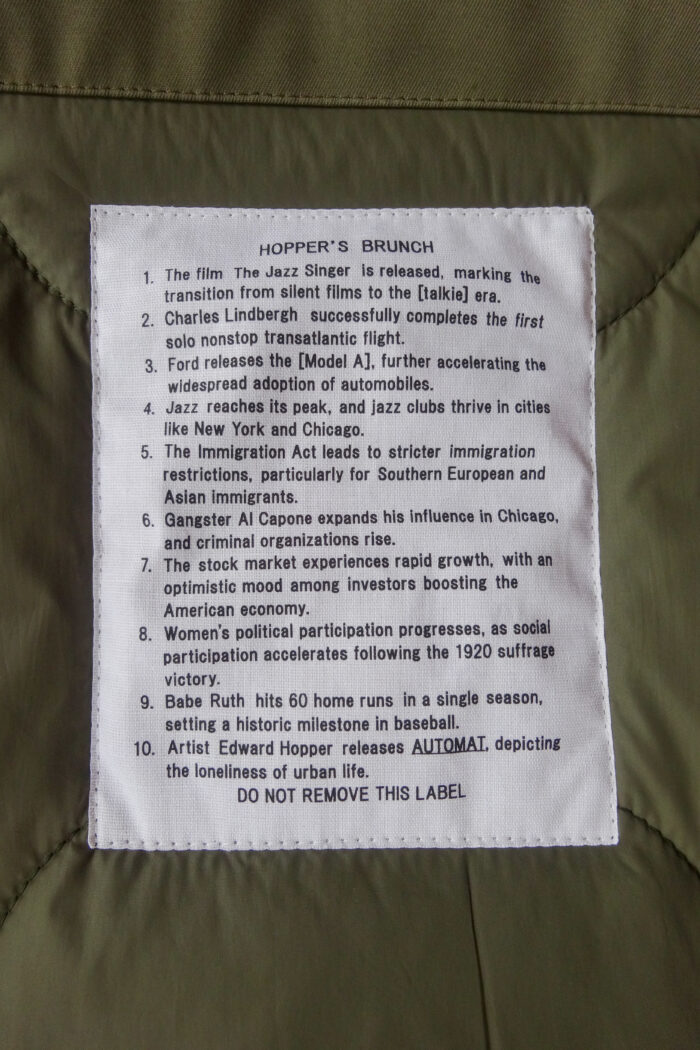 HOPPER'S BRUNCH
1. The film The Jazz Singer is released, marking the
transition from silent films to the [talkie] era.
2. Charles Lindbergh successfully completes the first
solo nonstop transatlantic flight.
3. Ford releases the [Model A], further accelerating the
widespread adoption of automobiles.
4. Jazz reaches its peak, and jazz clubs thrive in cities
like New York and Chicago.
5. The Immigration Act leads to stricter immigration
restrictions, particularly for Southern European and
Asian immigrants.
6. Gangster Al Capone expands his influence in Chicago,
and criminal organizations rise.
7. The stock market experiences rapid growth, with an
optimistic mood among investors boosting the
American economy.
8. Women's political participation progresses, as social
participation accelerates following the 1920 suffrage
victory.
9. Babe Ruth hits 60 home runs in a single season,
setting a historic milestone in baseball.
10. Artist Edward Hopper releases AUTOMAT, depicting
the loneliness of urban life.
DO NOT REMOVE THIS LABEL